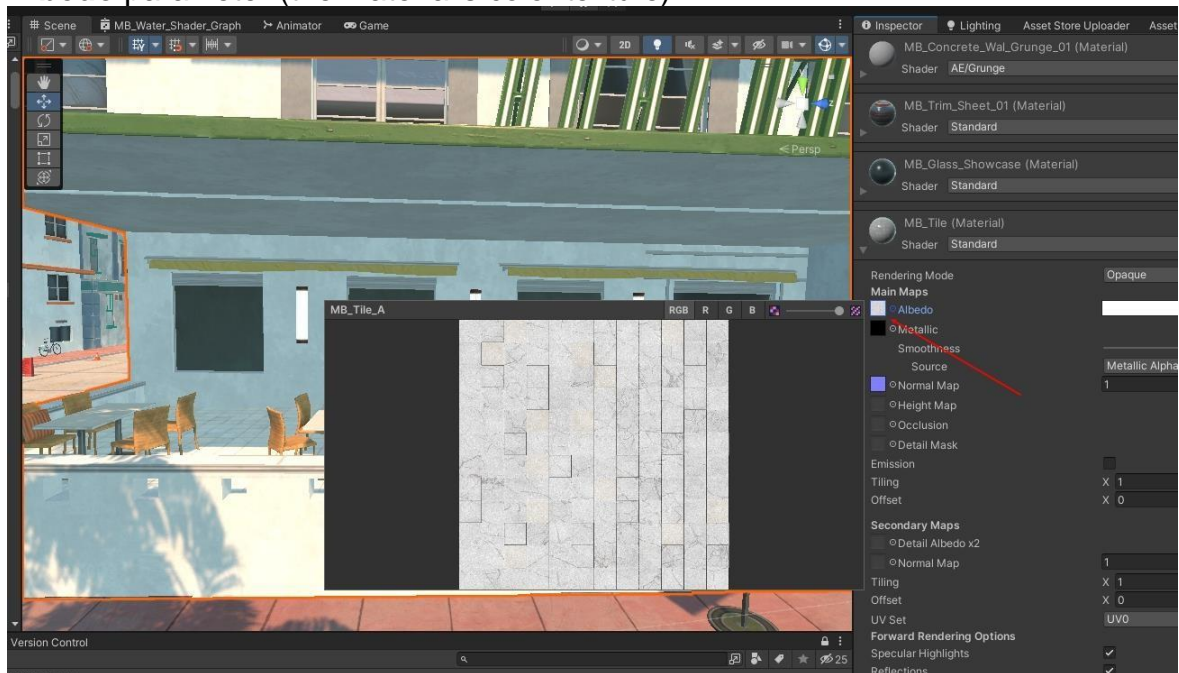 # Scene MB_Water_Shader_Graph Animator Game
Inspector Lighting Asset Store Uploader Asset
2D
Persp
MB_Concrete_Wal_Grunge_01 (Material)
Shader AE/Grunge
MB_Trim_Sheet_01 (Material)
Shader Standard
MB_Glass_Showcase (Material)
Shader Standard
MB_Tile (Material)
Shader Standard
Rendering Mode Opaque
Main Maps
Albedo
Metallic
Smoothness
Source Metallic Alpha
Normal Map 1
Height Map
Occlusion
Detail Mask
Emission
Tiling X 1
Offset X 0
Secondary Maps
Detail Albedo x2
Normal Map 1
Tiling X 1
Offset X 0
UV Set UV0
Forward Rendering Options
Specular Highlights
Reflections
MB_Tile_A RGB R G B
Version Control
25